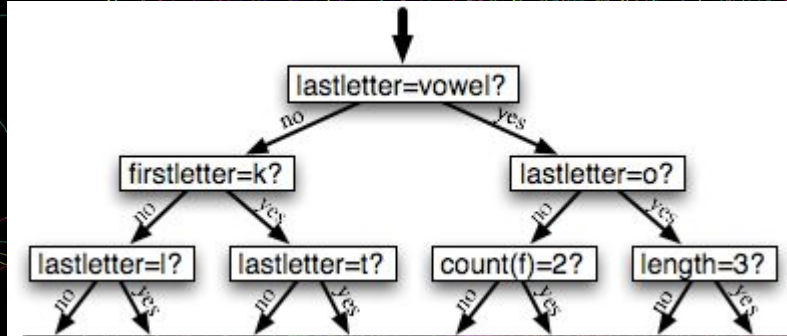 lastletter=vowel?
no yes
firstletter=k? lastletter=o?
no yes no yes
lastletter=l? lastletter=t? count(f)=2? length=3?
no yes no yes no yes no yes